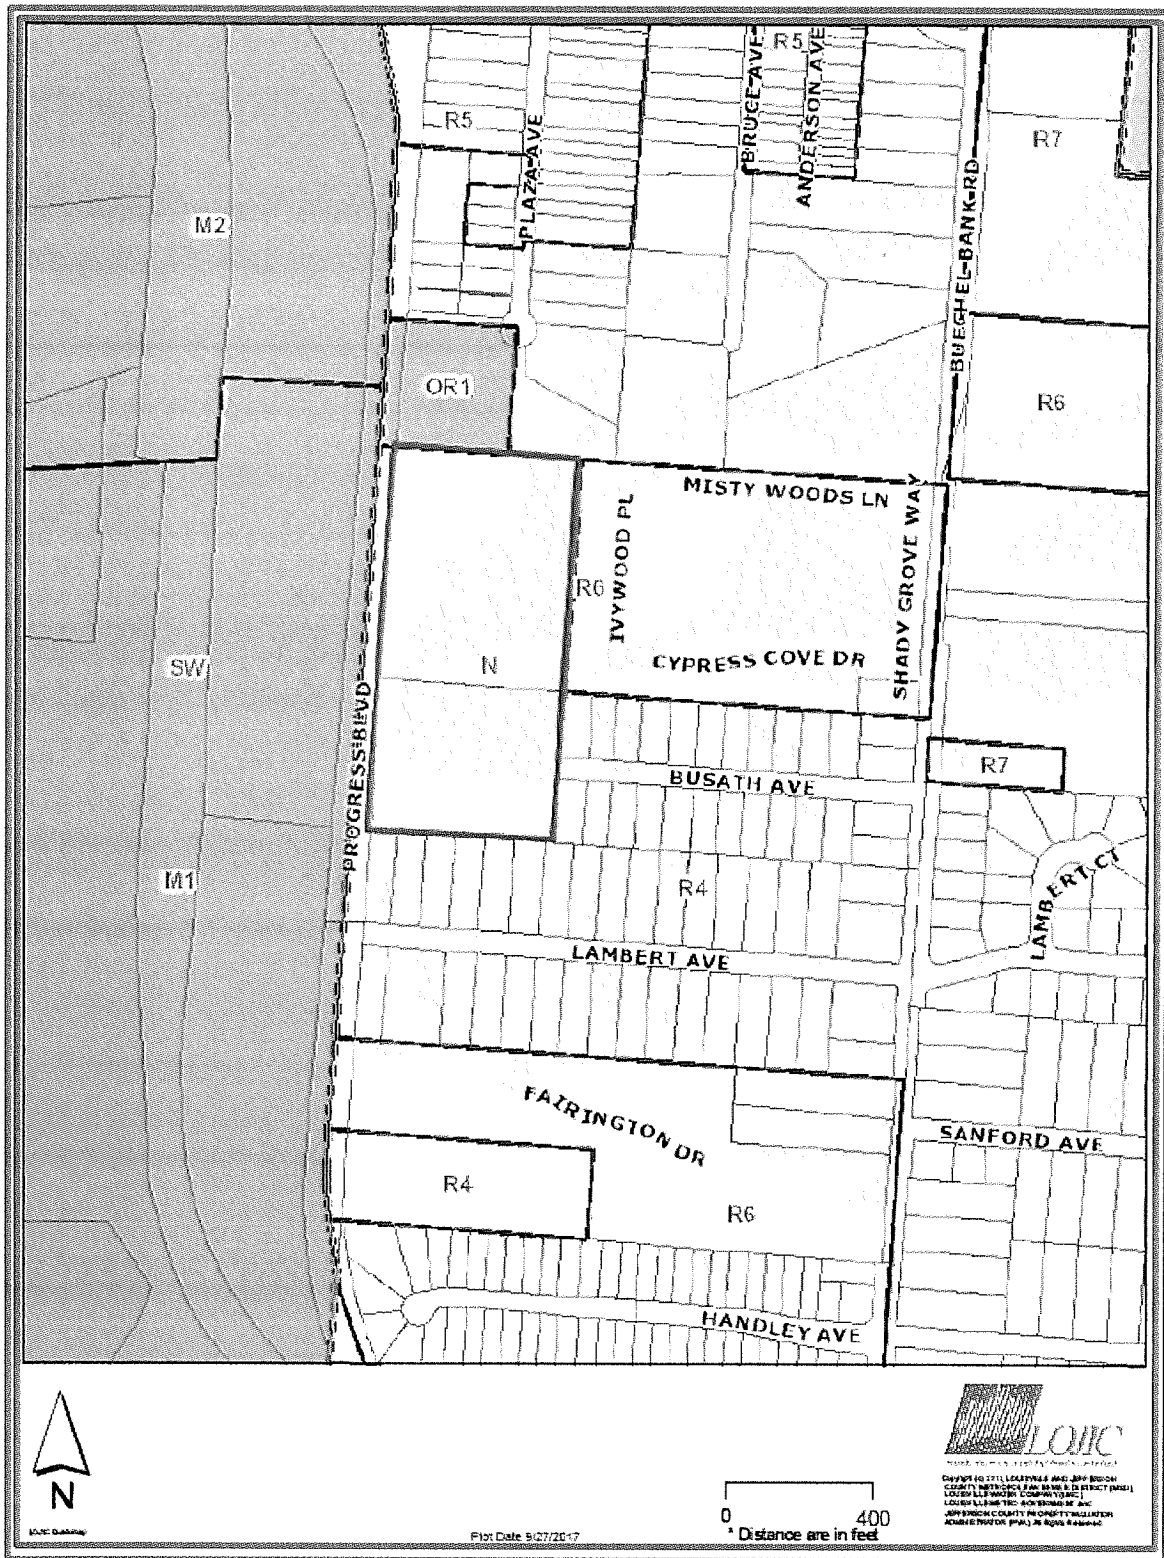 R5
R5
PLAZA AVE
BRUCE AVE
ANDERSON AVE
R7
M2
BUECHEL BANK RD
OR1
R6
MISTY WOODS LN
SHADY GROVE WAY
IVYWOOD PL
R6
N
SW
CYPRESS COVE DR
PROGRESS BLVD
R7
BUSATH AVE
M1
R4
LAMBERT CT
LAMBERT AVE
FAIRINGTON DR
SANFORD AVE
R4
R6
HANDLEY AVE
N
LOJIC
0 400
* Distance are in feet
Plot Date 9/27/2017